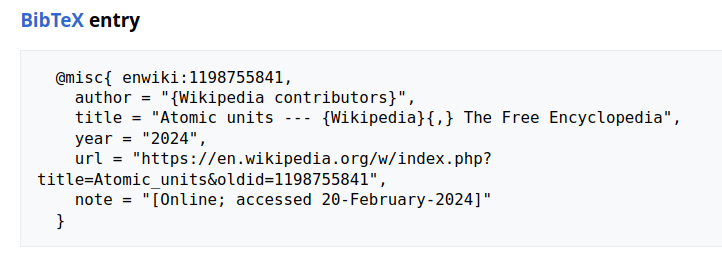 BibTeX entry
@misc{ enwiki:1198755841,
author = "{Wikipedia contributors}",
title = "Atomic units --- {Wikipedia}{,} The Free Encyclopedia",
year = "2024",
url = "https://en.wikipedia.org/w/index.php?
title=Atomic_units&oldid=1198755841",
note = "[Online; accessed 20-February-2024]"
}